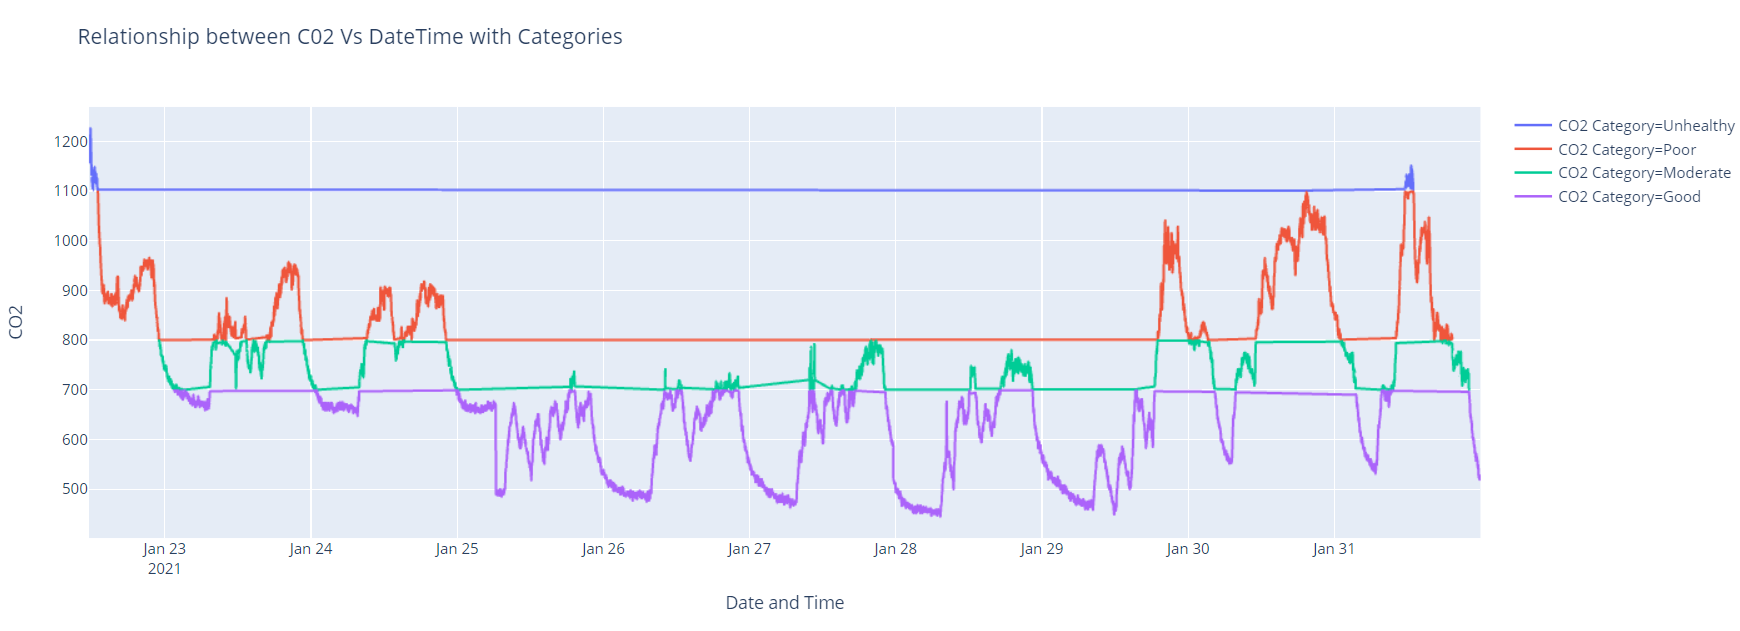 Relationship between C02 Vs DateTime with Categories
CO2 Category=Unhealthy
CO2 Category=Poor
CO2 Category=Moderate
CO2 Category=Good
1200
1100
1000
900
800
700
600
500
CO2
Jan 23
2021
Jan 24
Jan 25
Jan 26
Jan 27
Jan 28
Jan 29
Jan 30
Jan 31
Date and Time